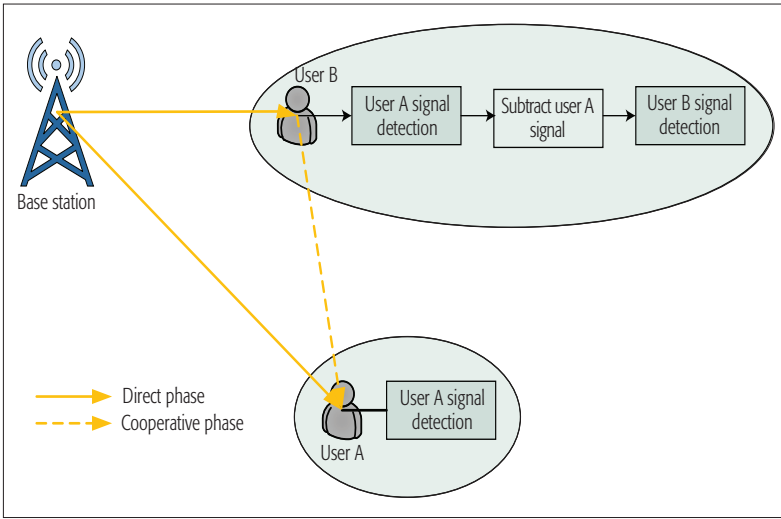 User B
User A signal
detection
Subtract user A
signal
User B signal
detection
Base station
Direct phase
Cooperative phase
User A signal
detection
User A